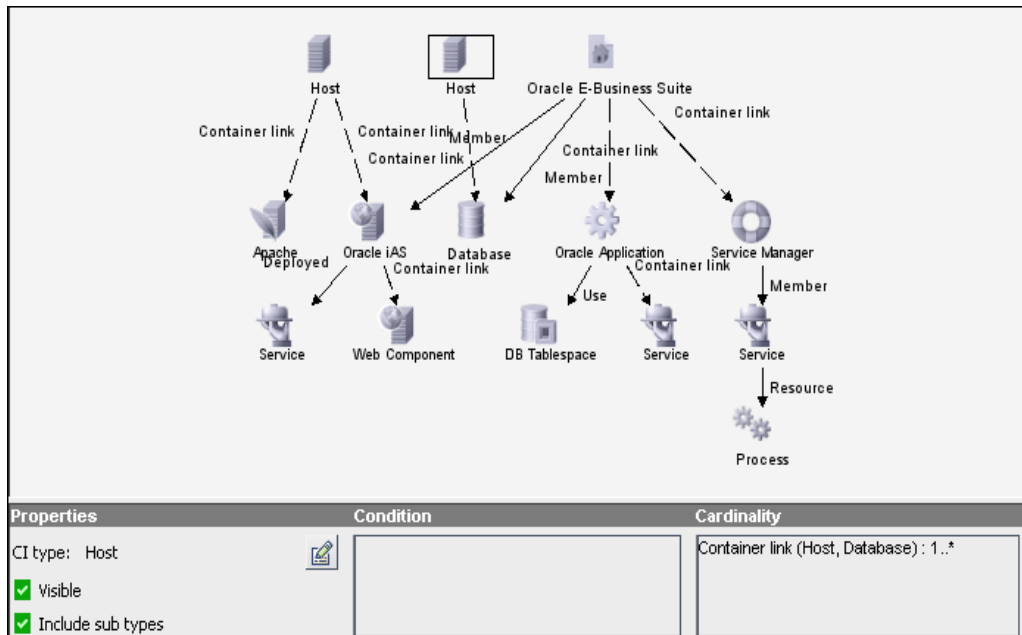 Host
Host
Oracle E-Business Suite
Container link
Container link
Container link
Member
Container link
Container link
Member
Apache
Oracle iAS
Database
Oracle Application
Service Manager
Deployed
Container link
Container link
Use
Member
Service
Web Component
DB Tablespace
Service
Service
Resource
Process
Properties
Condition
Cardinality
CI type: Host
Container link (Host, Database) : 1..*
Visible
Include sub types